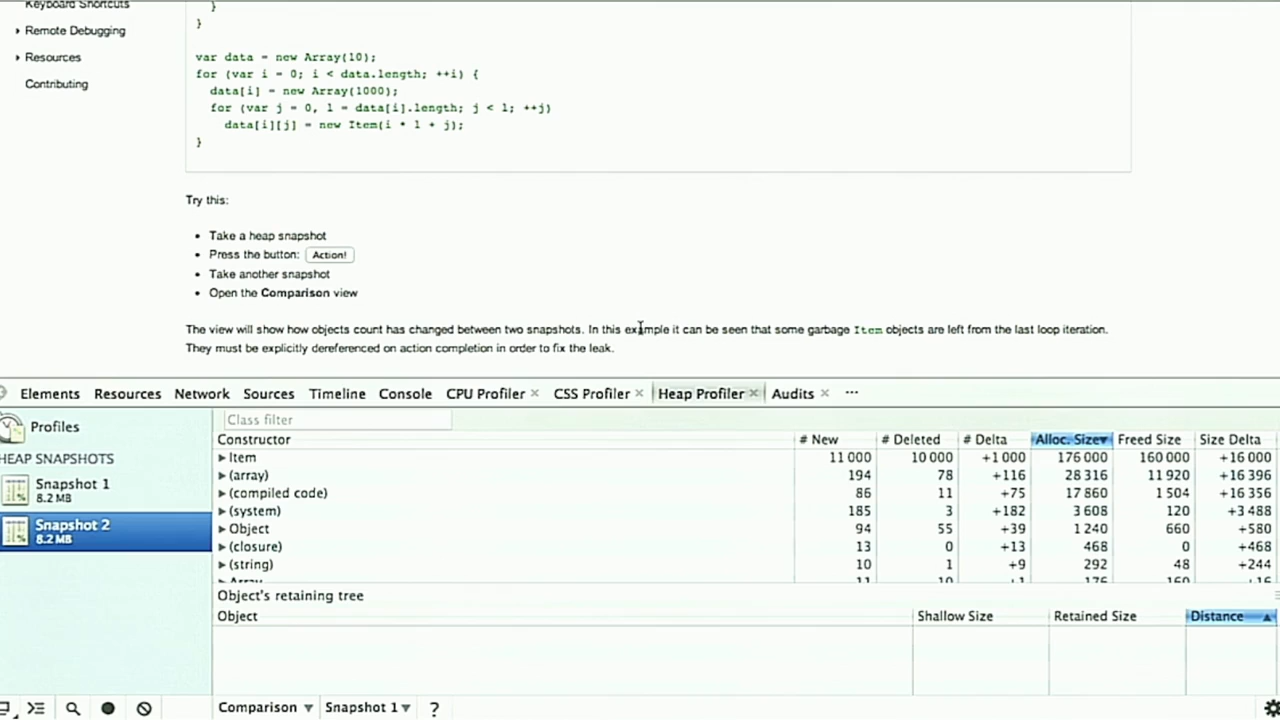 Keyboard Shortcuts
Remote Debugging
Resources
Contributing
}
}
var data = new Array(10);
for (var i = 0; i < data.length; ++i) {
data[i] = new Array(1000);
for (var j = 0, l = data[i].length; j < l; ++j)
data[i][j] = new Item(i * l + j);
}
Try this:
• Take a heap snapshot
• Press the button: Action!
• Take another snapshot
• Open the Comparison view
The view will show how objects count has changed between two snapshots. In this example it can be seen that some garbage Item objects are left from the last loop iteration.
They must be explicitly dereferenced on action completion in order to fix the leak.
Elements Resources Network Sources Timeline Console CPU Profiler × CSS Profiler × Heap Profiler × Audits × ...
Profiles
HEAP SNAPSHOTS
Snapshot 1
8.2 MB
Snapshot 2
8.2 MB
Class filter
Constructor # New # Deleted # Delta Alloc. Size▼ Freed Size Size Delta
▶ Item 11 000 10 000 +1 000 176 000 160 000 +16 000
▶ (array) 194 78 +116 28 316 11 920 +16 396
▶ (compiled code) 86 11 +75 17 860 1 504 +16 356
▶ (system) 185 3 +182 3 608 120 +3 488
▶ Object 94 55 +39 1 240 660 +580
▶ (closure) 13 0 +13 468 0 +468
▶ (string) 10 1 +9 292 48 +244
▶ Array 11 10 +1 176 160 +16
Object's retaining tree
Object Shallow Size Retained Size Distance ▲
Comparison ▼ Snapshot 1 ▼ ?